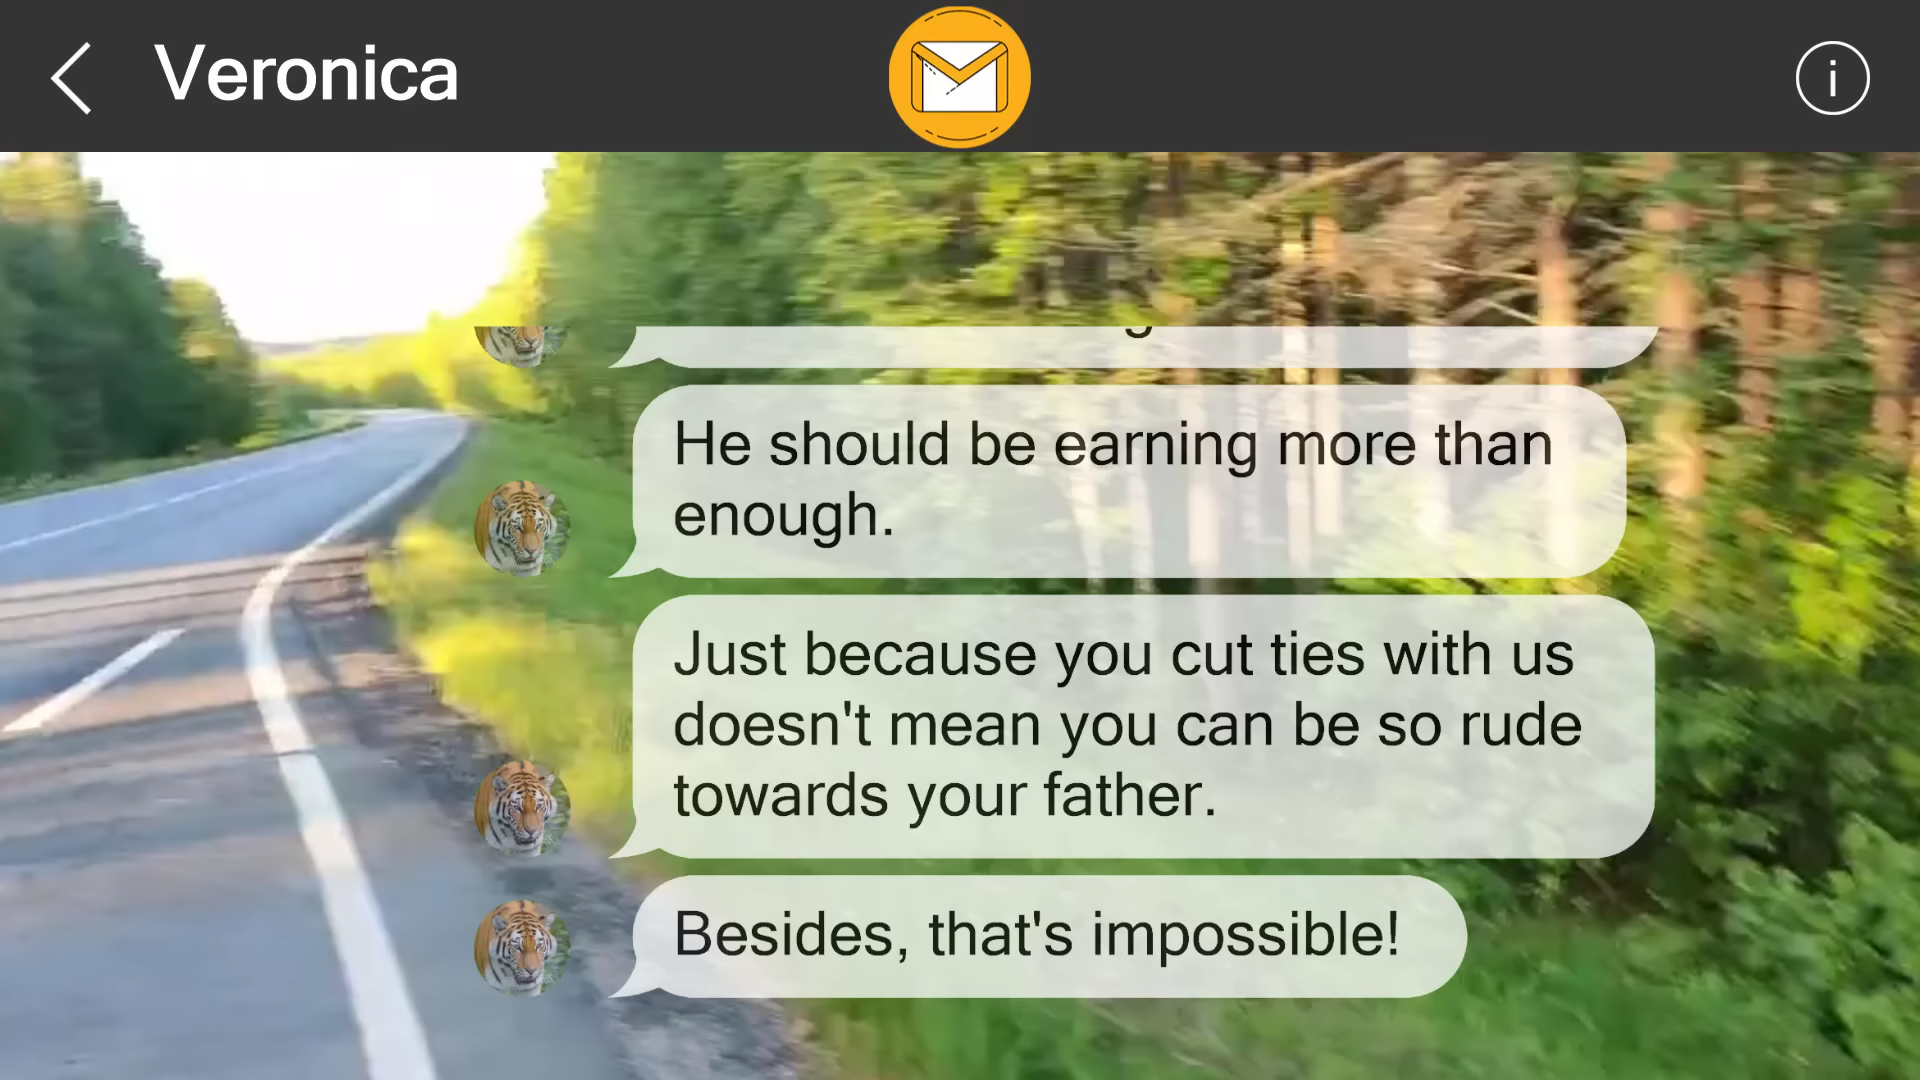 Veronica
i
He should be earning more than
enough.
Just because you cut ties with us
doesn't mean you can be so rude
towards your father.
Besides, that's impossible!